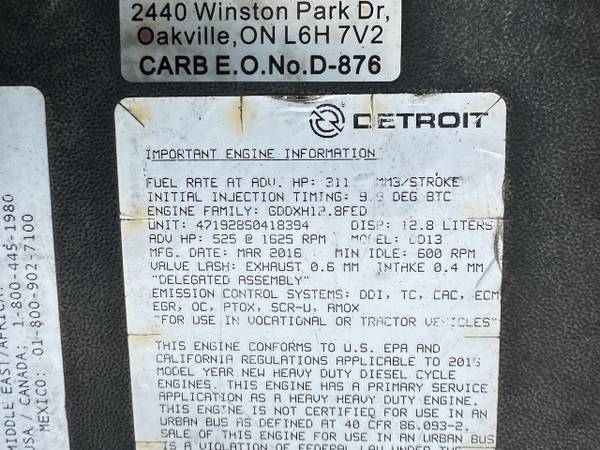 2440 Winston Park Dr,
Oakville,ON L6H 7V2
CARB E.O.No.D-876
DETROIT
IMPORTANT ENGINE INFORMATION
FUEL RATE AT ADV. HP: 311 MM3/STROKE
INITIAL INJECTION TIMING: 9.9 DEG BTC
ENGINE FAMILY: GDDXH12.8FED
UNIT: 471928S0418394 DISP: 12.8 LITERS
ADV HP: 525 @ 1625 RPM MODEL: DD13
MFG. DATE: MAR 2016 MIN IDLE: 600 RPM
VALVE LASH: EXHAUST 0.6 MM INTAKE 0.4 MM
"DELEGATED ASSEMBLY"
EMISSION CONTROL SYSTEMS: DDI, TC, CAC, ECM
EGR, OC, PTOX, SCR-U, AMOX
"FOR USE IN VOCATIONAL OR TRACTOR VEHICLES"
THIS ENGINE CONFORMS TO U.S. EPA AND
CALIFORNIA REGULATIONS APPLICABLE TO 2016
MODEL YEAR NEW HEAVY DUTY DIESEL CYCLE
ENGINES. THIS ENGINE HAS A PRIMARY SERVICE
APPLICATION AS A HEAVY HEAVY DUTY ENGINE.
THIS ENGINE IS NOT CERTIFIED FOR USE IN AN
URBAN BUS AS DEFINED AT 40 CFR 86.093-2.
SALE OF THIS ENGINE FOR USE IN AN URBAN BUS
IS A VIOLATION OF FEDERAL LAW UNDER THE
MIDDLE EAST/AFRICA:
USA / CANADA: 1-800-445-1980
MEXICO: 01-800-902-7100